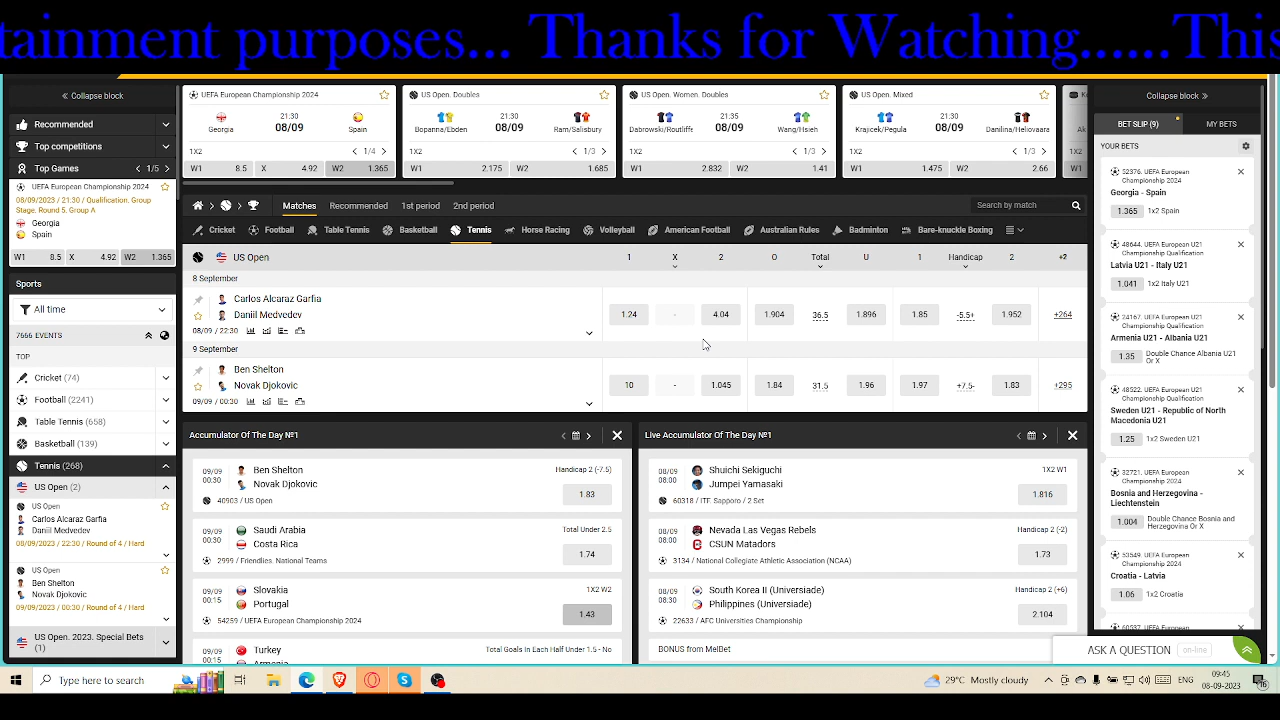 tainment purposes... Thanks for Watching......This
Collapse block
Recommended
Top competitions
Top Games
1/5
UEFA European Championship 2024
08/09/2023 / 21:30 / Qualification. Group
Stage. Round 5. Group A
Georgia
Spain
W1 8.5 X 4.92 W2 1.365
Sports
All time
7666 EVENTS
TOP
Cricket (74)
Football (2241)
Table Tennis (658)
Basketball (139)
Tennis (268)
US Open (2)
US Open
Carlos Alcaraz Garfia
Daniil Medvedev
08/09/2023 / 22:30 / Round of 4 / Hard
US Open
Ben Shelton
Novak Djokovic
09/09/2023 / 00:30 / Round of 4 / Hard
US Open. 2023. Special Bets
(1)
UEFA European Championship 2024
Georgia
21:30
08/09
Spain
1X2
1/4
W1 8.5 X 4.92 W2 1.365
US Open. Doubles
Bopanna/Ebden
21:30
08/09
Ram/Salisbury
1X2
1/3
W1 2.175 W2 1.685
US Open. Women. Doubles
Dabrowski/Routliffe
21:35
08/09
Wang/Hsieh
1X2
1/3
W1 2.832 W2 1.41
US Open. Mixed
Krajicek/Pegula
21:30
08/09
Danilina/Heliovaara
1X2
1/3
W1 1.475 W2 2.66
Ak
1X2
W1
Matches Recommended 1st period 2nd period
Search by match
Cricket Football Table Tennis Basketball Tennis Horse Racing Volleyball American Football Australian Rules Badminton Bare-knuckle Boxing
US Open 1 X 2 O Total U 1 Handicap 2 +2
8 September
Carlos Alcaraz Garfia
Daniil Medvedev
1.24 - 4.04 1.904 36.5 1.896 1.85 -5.5+ 1.952 +264
08/09 / 22:30
9 September
Ben Shelton
Novak Djokovic
10 - 1.045 1.84 31.5 1.96 1.97 +7.5- 1.83 +295
09/09 / 00:30
Accumulator Of The Day №1
09/09
00:30
Ben Shelton
Novak Djokovic
Handicap 2 (-7.5)
1.83
40903 / US Open
09/09
00:30
Saudi Arabia
Costa Rica
Total Under 2.5
1.74
2999 / Friendlies. National Teams
09/09
00:15
Slovakia
Portugal
1X2 W2
1.43
54259 / UEFA European Championship 2024
09/09
00:15
Turkey
Armenia
Total Goals In Each Half Under 1.5 - No
Live Accumulator Of The Day №1
08/09
08:00
Shuichi Sekiguchi
Jumpei Yamasaki
1X2 W1
1.816
60318 / ITF. Sapporo / 2 Set
08/09
08:00
Nevada Las Vegas Rebels
CSUN Matadors
Handicap 2 (-2)
1.73
3134 / National Collegiate Athletic Association (NCAA)
08/09
08:30
South Korea II (Universiade)
Philippines (Universiade)
Handicap 2 (+6)
2.104
22633 / AFC Universities Championship
BONUS from MelBet
Collapse block
BET SLIP (9) MY BETS
YOUR BETS
52376. UEFA European
Championship 2024
Georgia - Spain
1.365 1x2 Spain
48644. UEFA European U21
Championship Qualification
Latvia U21 - Italy U21
1.041 1x2 Italy U21
24167. UEFA European U21
Championship Qualification
Armenia U21 - Albania U21
1.35 Double Chance Albania U21
Or X
48522. UEFA European U21
Championship Qualification
Sweden U21 - Republic of North
Macedonia U21
1.25 1x2 Sweden U21
32721. UEFA European
Championship 2024
Bosnia and Herzegovina -
Liechtenstein
1.004 Double Chance Bosnia and
Herzegovina Or X
53549. UEFA European
Championship 2024
Croatia - Latvia
1.06 1x2 Croatia
60537. UEFA European
ASK A QUESTION on-line
Type here to search
29°C Mostly cloudy
ENG
09:45
08-09-2023
16